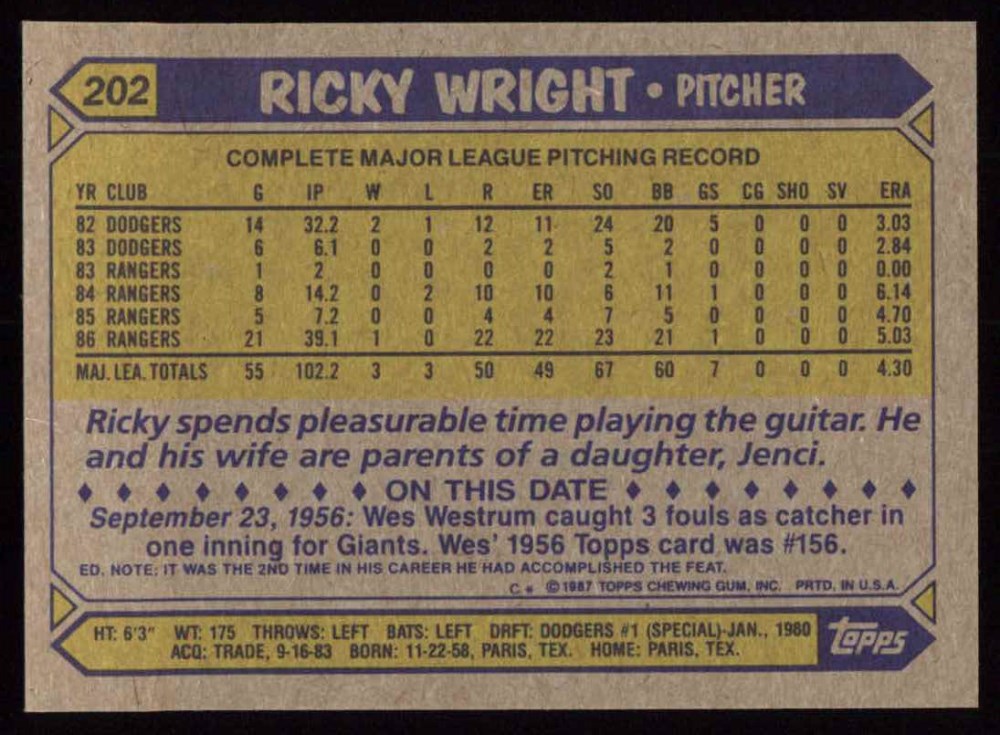 202 RICKY WRIGHT • PITCHER
COMPLETE MAJOR LEAGUE PITCHING RECORD
YR CLUB G IP W L R ER SO BB GS CG SHO SV ERA
82 DODGERS 14 32.2 2 1 12 11 24 20 5 0 0 0 3.03
83 DODGERS 6 6.1 0 0 2 2 5 2 0 0 0 0 2.84
83 RANGERS 1 2 0 0 0 0 2 1 0 0 0 0 0.00
84 RANGERS 8 14.2 0 2 10 10 6 11 1 0 0 0 6.14
85 RANGERS 5 7.2 0 0 4 4 7 5 0 0 0 0 4.70
86 RANGERS 21 39.1 1 0 22 22 23 21 1 0 0 0 5.03
MAJ. LEA. TOTALS 55 102.2 3 3 50 49 67 60 7 0 0 0 4.30
Ricky spends pleasurable time playing the guitar. He
and his wife are parents of a daughter, Jenci.
♦ ♦ ♦ ♦ ♦ ♦ ♦ ♦ ON THIS DATE ♦ ♦ ♦ ♦ ♦ ♦ ♦ ♦
September 23, 1956: Wes Westrum caught 3 fouls as catcher in
one inning for Giants. Wes' 1956 Topps card was #156.
ED. NOTE: IT WAS THE 2ND TIME IN HIS CAREER HE HAD ACCOMPLISHED THE FEAT.
C* © 1987 TOPPS CHEWING GUM, INC. PRTD. IN U.S.A.
HT: 6'3" WT: 175 THROWS: LEFT BATS: LEFT DRFT: DODGERS #1 (SPECIAL)-JAN., 1980
ACQ: TRADE, 9-16-83 BORN: 11-22-58, PARIS, TEX. HOME: PARIS, TEX.
topps